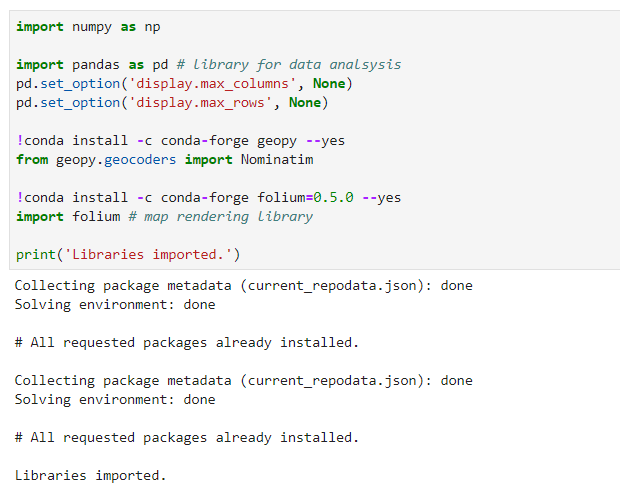 import numpy as np
import pandas as pd # library for data analsysis
pd.set_option('display.max_columns', None)
pd.set_option('display.max_rows', None)
!conda install -c conda-forge geopy --yes
from geopy.geocoders import Nominatim
!conda install -c conda-forge folium=0.5.0 --yes
import folium # map rendering library
print('Libraries imported.')
Collecting package metadata (current_repodata.json): done
Solving environment: done
# All requested packages already installed.
Collecting package metadata (current_repodata.json): done
Solving environment: done
# All requested packages already installed.
Libraries imported.